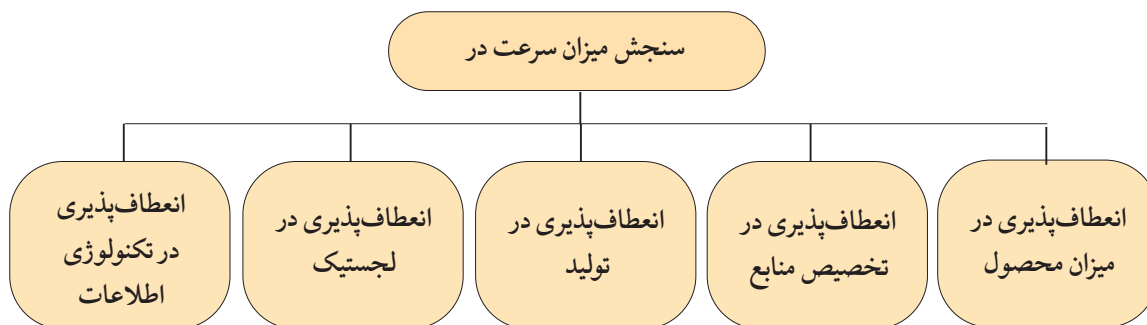 سنجش میزان سرعت در
انعطاف‌پذیری در
میزان محصول
انعطاف‌پذیری در
تخصیص منابع
انعطاف‌پذیری در
تولید
انعطاف‌پذیری در
لجستیک
انعطاف‌پذیری
در تکنولوژی
اطلاعات